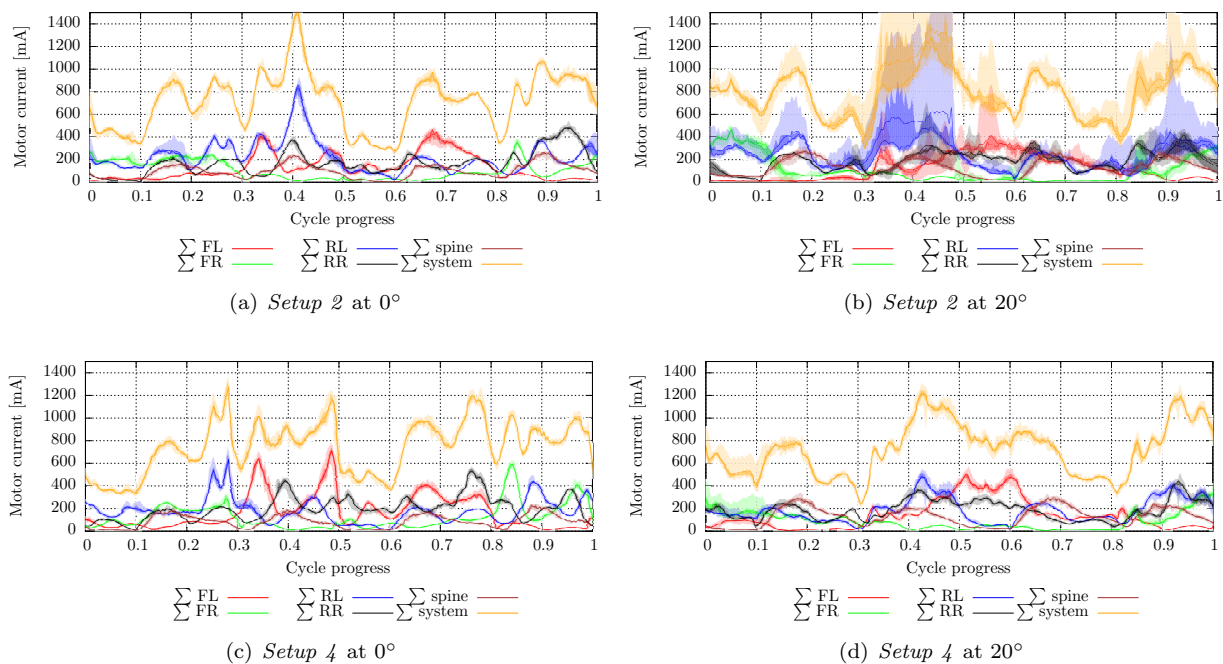 1400
1200
1000
800
600
400
200
0
Motor current [mA]
0 0.1 0.2 0.3 0.4 0.5 0.6 0.7 0.8 0.9 1
Cycle progress
∑ FL ∑ RL ∑ spine
∑ FR ∑ RR ∑ system
(a) Setup 2 at 0°
1400
1200
1000
800
600
400
200
0
Motor current [mA]
0 0.1 0.2 0.3 0.4 0.5 0.6 0.7 0.8 0.9 1
Cycle progress
∑ FL ∑ RL ∑ spine
∑ FR ∑ RR ∑ system
(b) Setup 2 at 20°
1400
1200
1000
800
600
400
200
0
Motor current [mA]
0 0.1 0.2 0.3 0.4 0.5 0.6 0.7 0.8 0.9 1
Cycle progress
∑ FL ∑ RL ∑ spine
∑ FR ∑ RR ∑ system
(c) Setup 4 at 0°
1400
1200
1000
800
600
400
200
0
Motor current [mA]
0 0.1 0.2 0.3 0.4 0.5 0.6 0.7 0.8 0.9 1
Cycle progress
∑ FL ∑ RL ∑ spine
∑ FR ∑ RR ∑ system
(d) Setup 4 at 20°